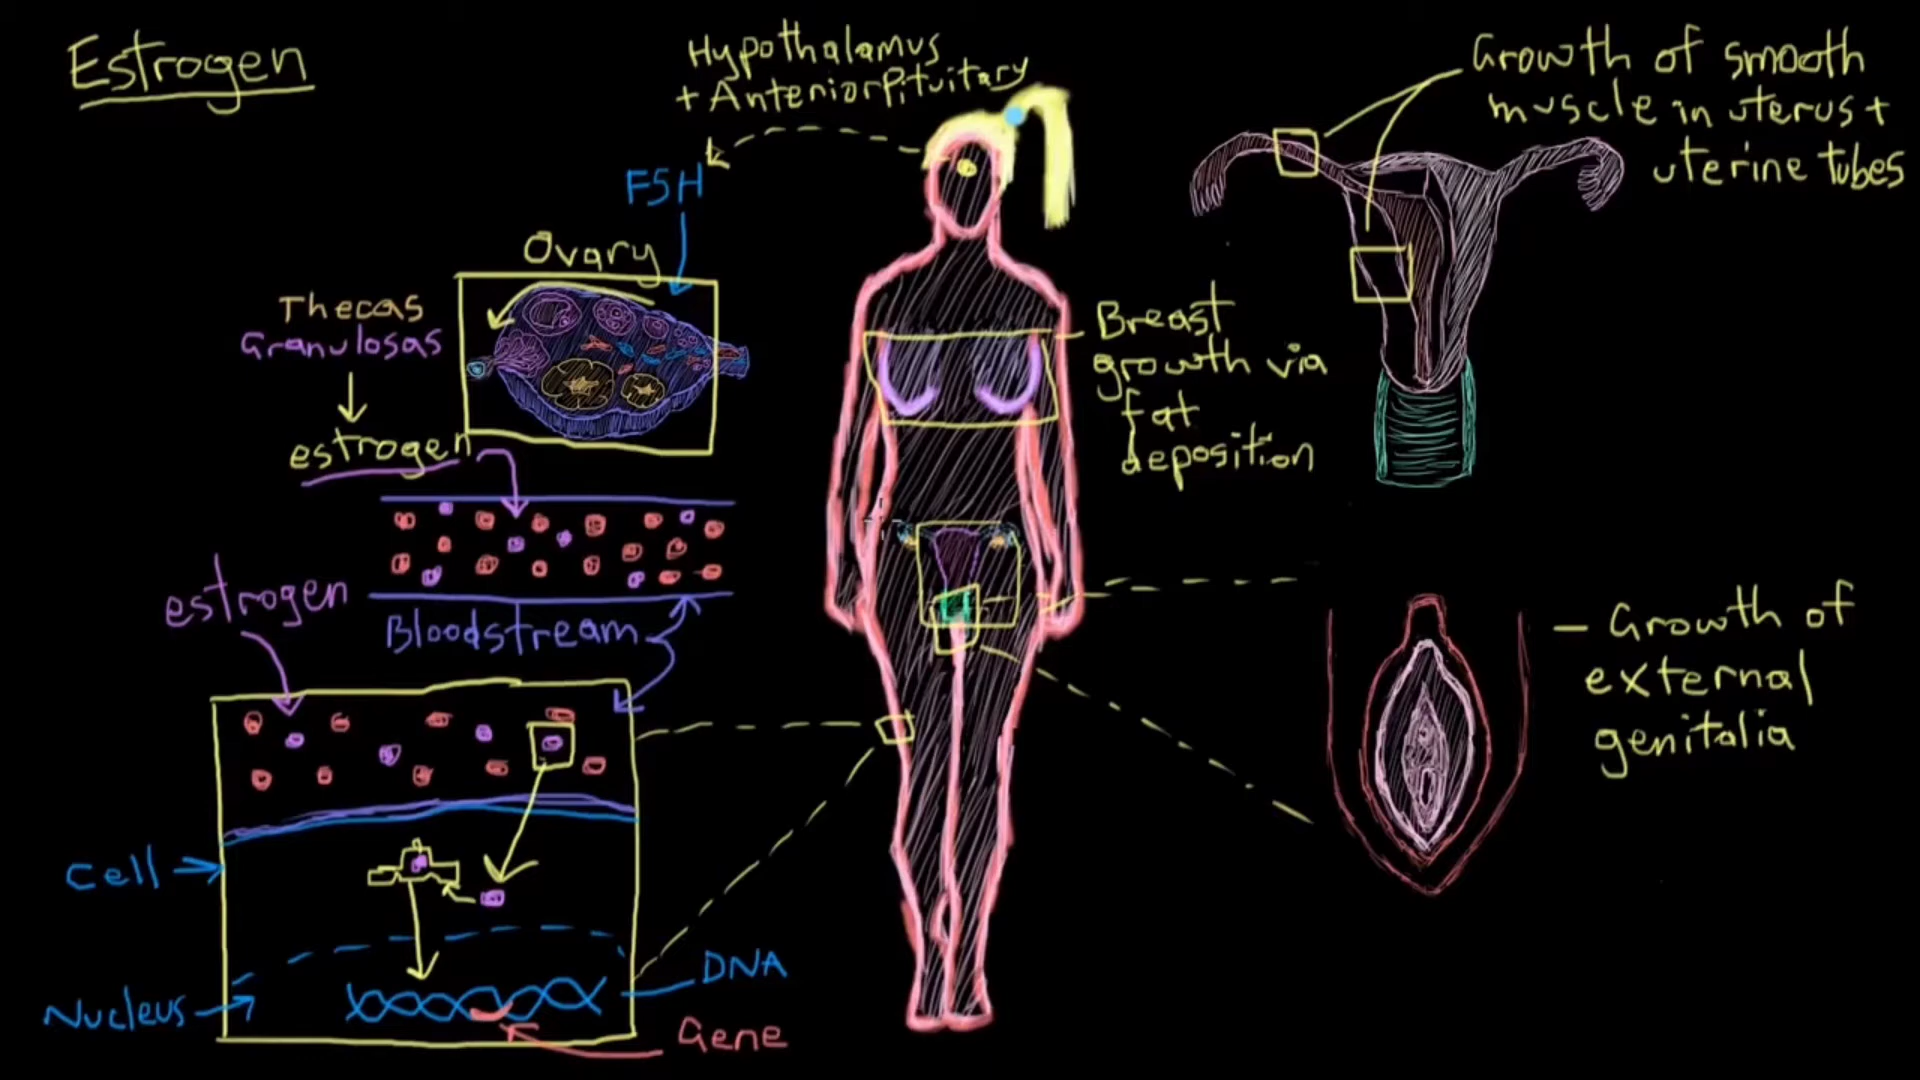 Estrogen
Hypothalamus
+ Anterior Pituitary
FSH
Ovary
Thecas
Granulosas
estrogen
estrogen
Bloodstream
Cell
Nucleus
DNA
Gene
Breast
growth via
fat
deposition
Growth of smooth
muscle in uterus +
uterine tubes
- Growth of
external
genitalia